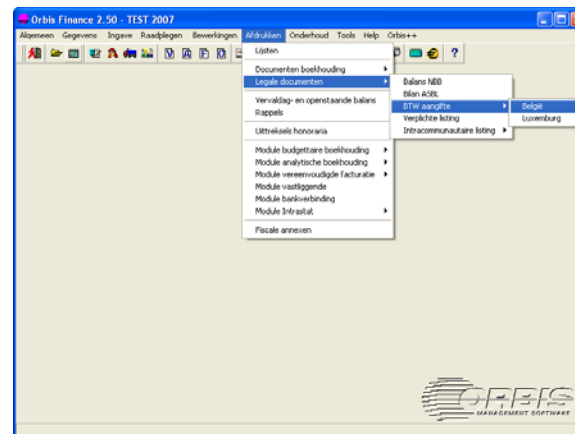 Orbis Finance 2.50 - TEST 2007
Algemeen Gegevens Ingave Raadplegen Bewerkingen Afdrukken Onderhoud Tools Help Orbis++
Lijsten
Documenten boekhouding
Legale documenten
Vervaldag- en openstaande balans
Rappels
Uittreksels honoraria
Module budgettaire boekhouding
Module analytische boekhouding
Module vereenvoudigde facturatie
Module vastliggende
Module bankverbinding
Module Intrastat
Fiscale annexen
Balans NBB
Bilan ASBL
BTW aangifte
Verplichte listing
Intracommunautaire listing
België
Luxemburg
ORBIS
MANAGEMENT SOFTWARE